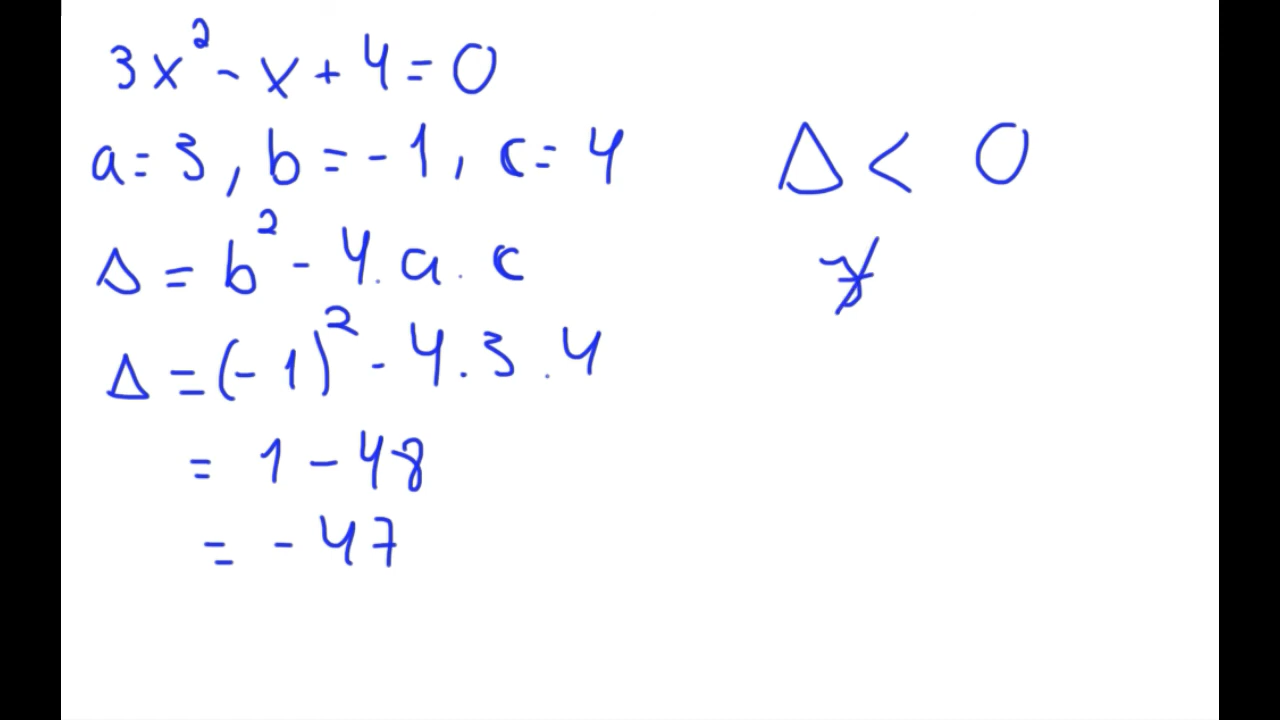 3x² - x + 4 = 0
a = 3, b = -1, c = 4
Δ = b² - 4.a.c
Δ = (-1)² - 4.3.4
= 1 - 48
= -47
Δ < 0
∄